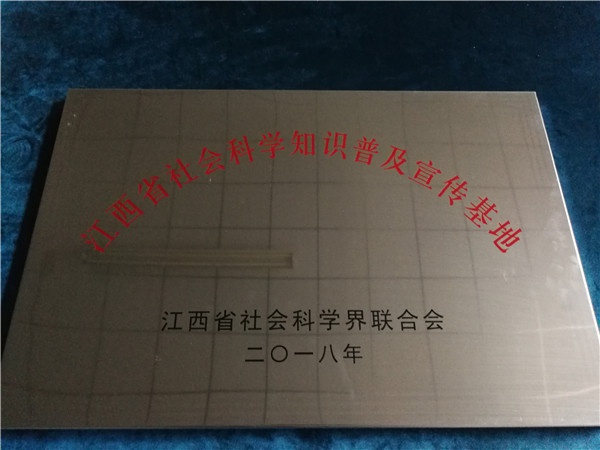 江西省社会科学知识普及宣传基地
江西省社会科学界联合会
二〇一八年